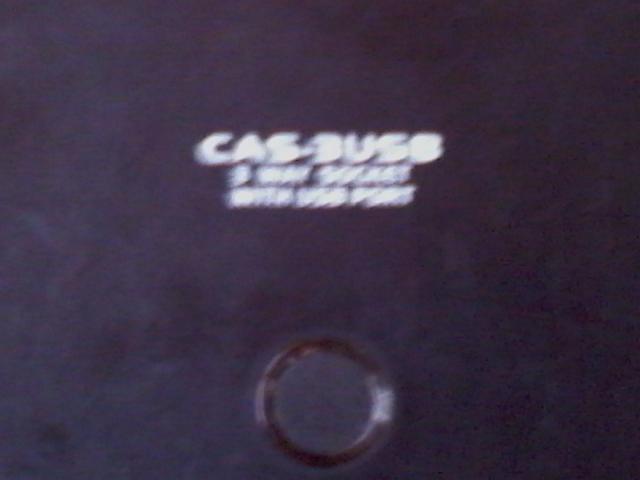 CAS-3USB
3 WAY SOCKET
WITH USB PORT